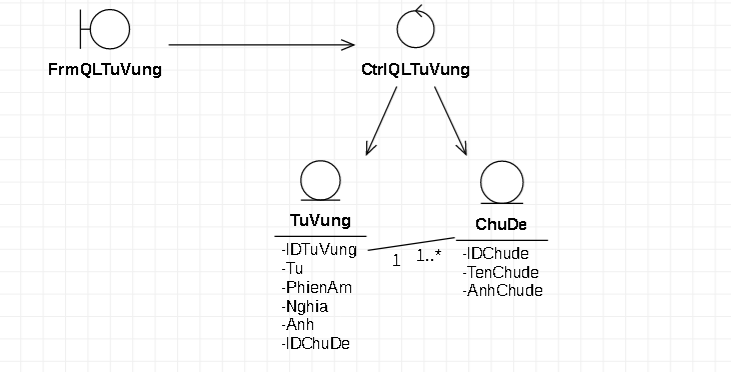 FrmQLTuVung
CtrlQLTuVung
TuVung
-IDTuVung
-Tu
-PhienAm
-Nghia
-Anh
-IDChuDe
1
1..*
ChuDe
-IDChude
-TenChude
-AnhChude